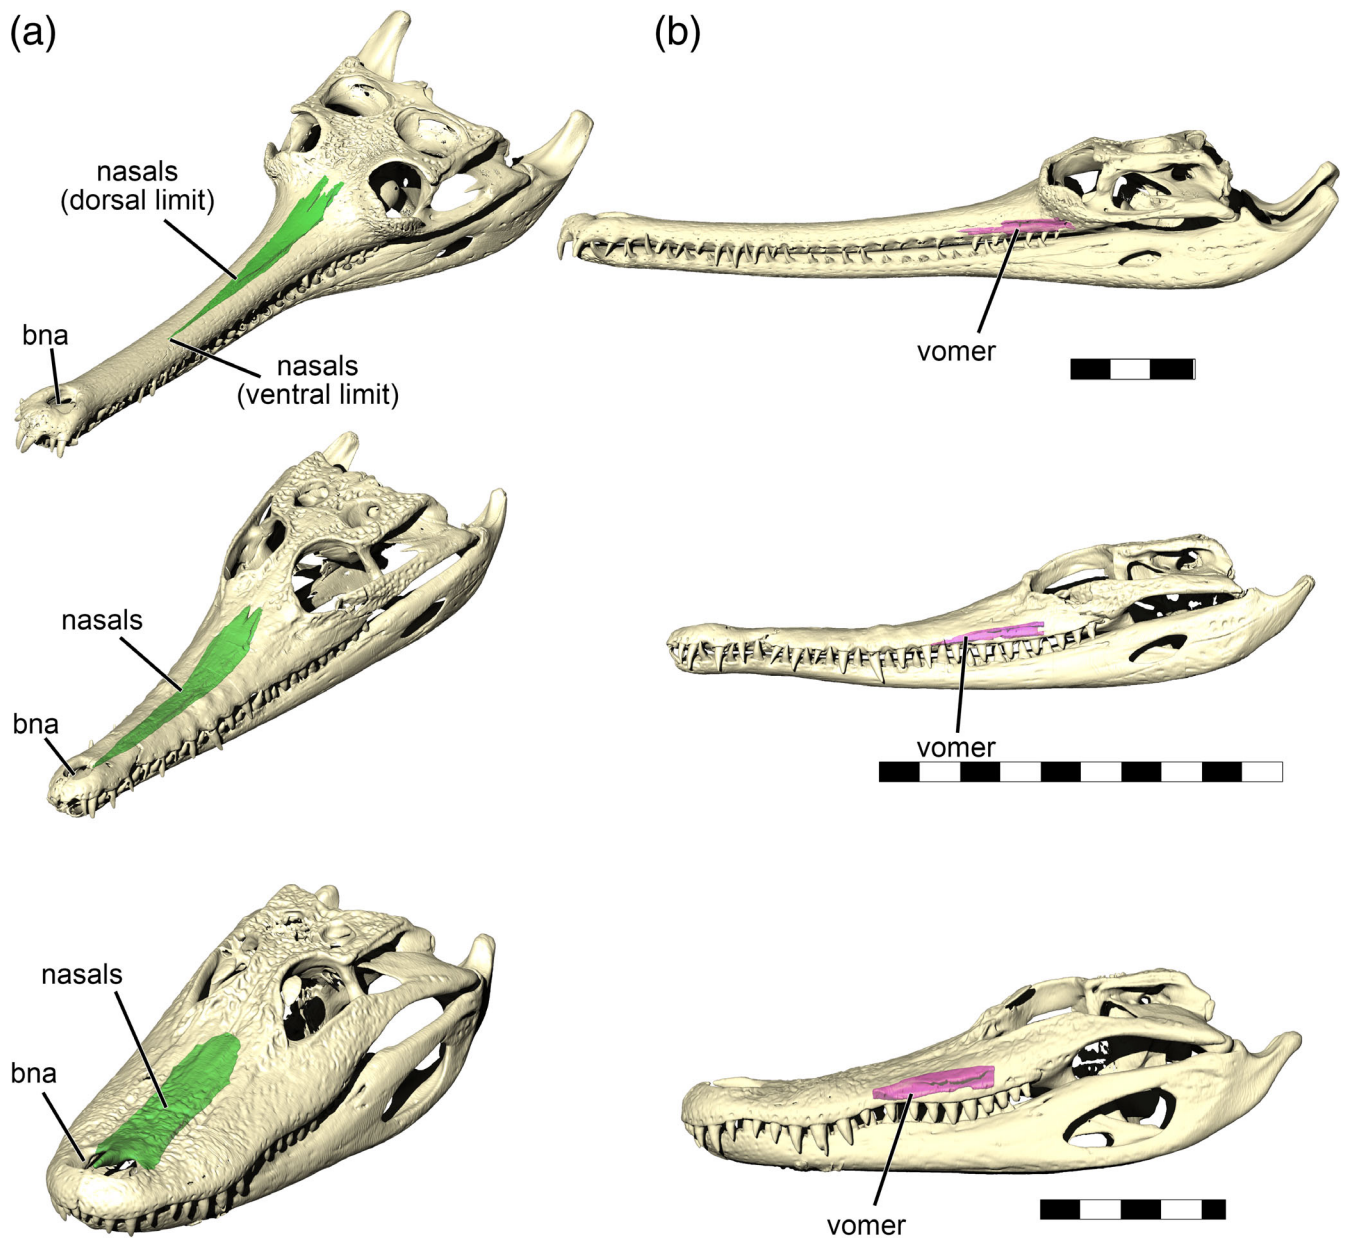 (a)
(b)
nasals
(dorsal limit)
bna
nasals
(ventral limit)
vomer
nasals
bna
vomer
nasals
bna
vomer